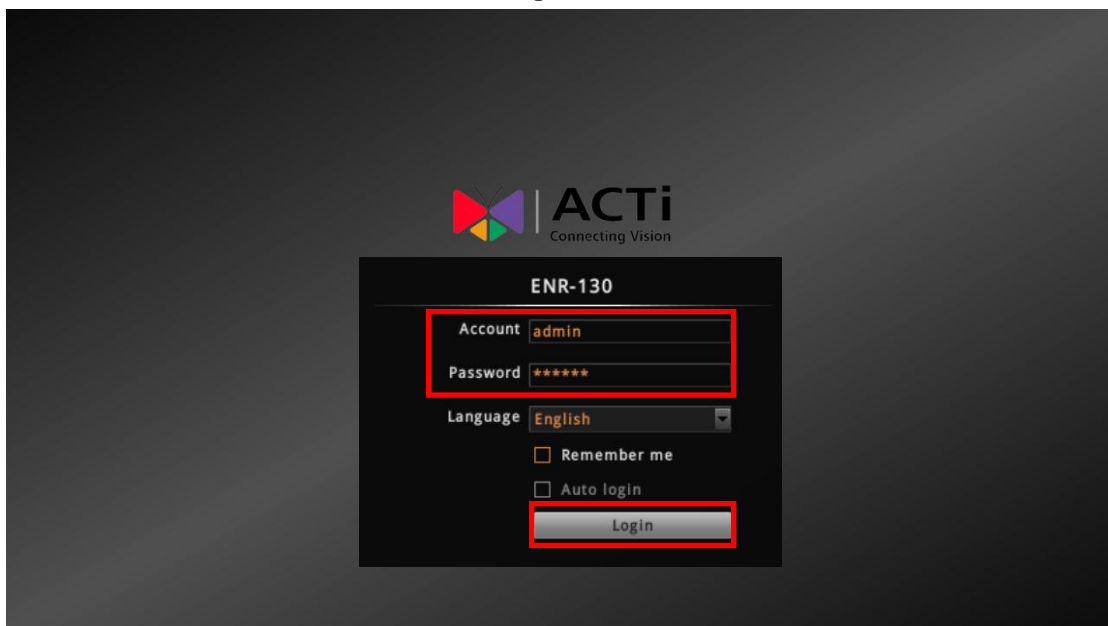 ACTi
Connecting Vision
ENR-130
Account admin
Password ******
Language English
Remember me
Auto login
Login